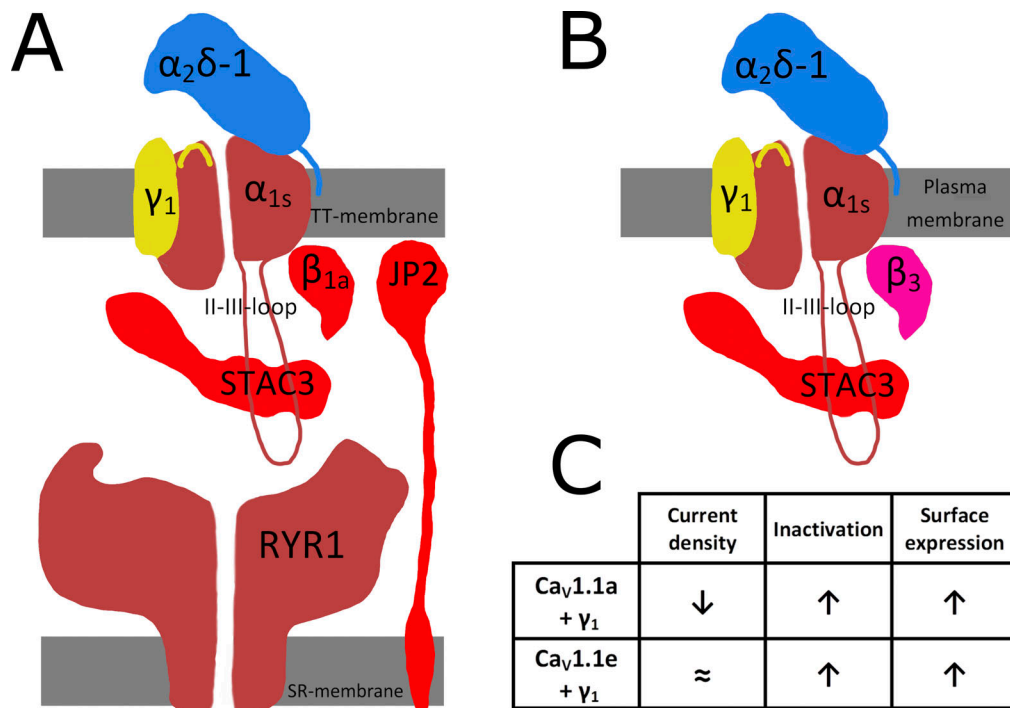 A
α₂δ-1
γ₁
α₁ₛ
TT-membrane
β₁ₐ
JP2
II-III-loop
STAC3
RYR1
SR-membrane
B
α₂δ-1
γ₁
α₁ₛ
Plasma
membrane
β₃
II-III-loop
STAC3
C
Current
density
Inactivation
Surface
expression
Caᵥ1.1a
+ γ₁
↓
↑
↑
Caᵥ1.1e
+ γ₁
≈
↑
↑